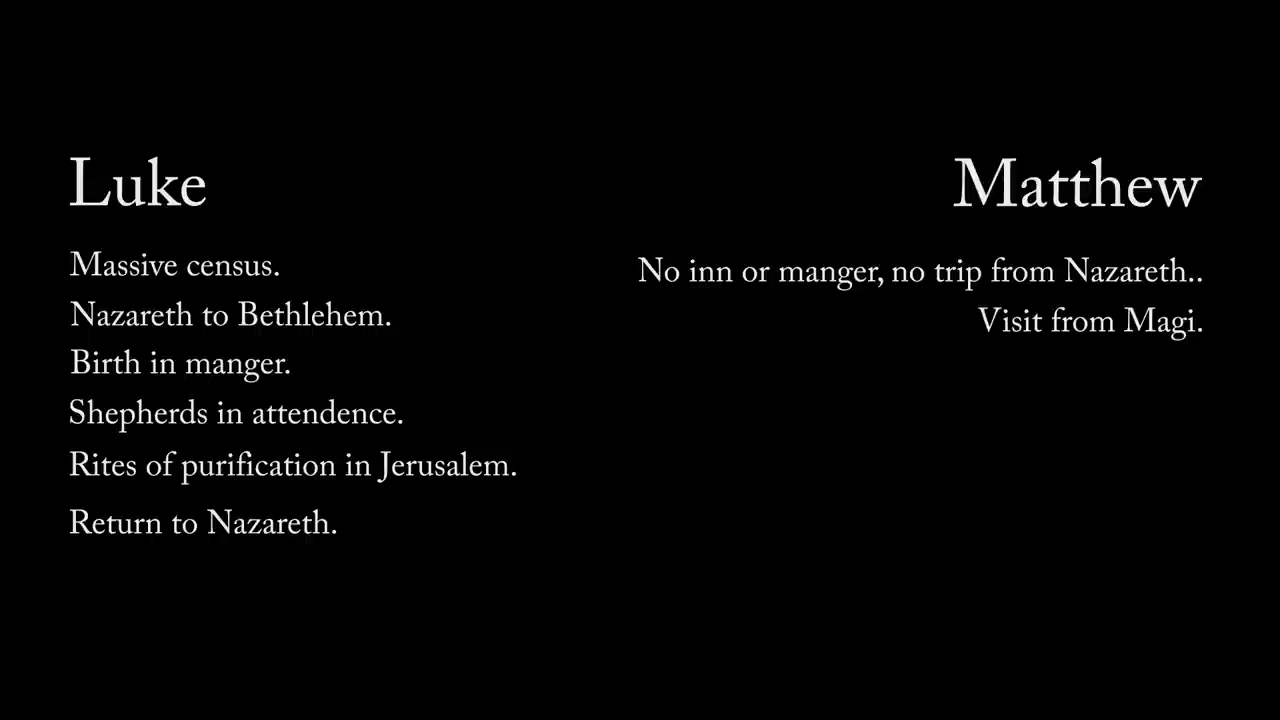 Luke
Massive census.
Nazareth to Bethlehem.
Birth in manger.
Shepherds in attendence.
Rites of purification in Jerusalem.
Return to Nazareth.
Matthew
No inn or manger, no trip from Nazareth..
Visit from Magi.